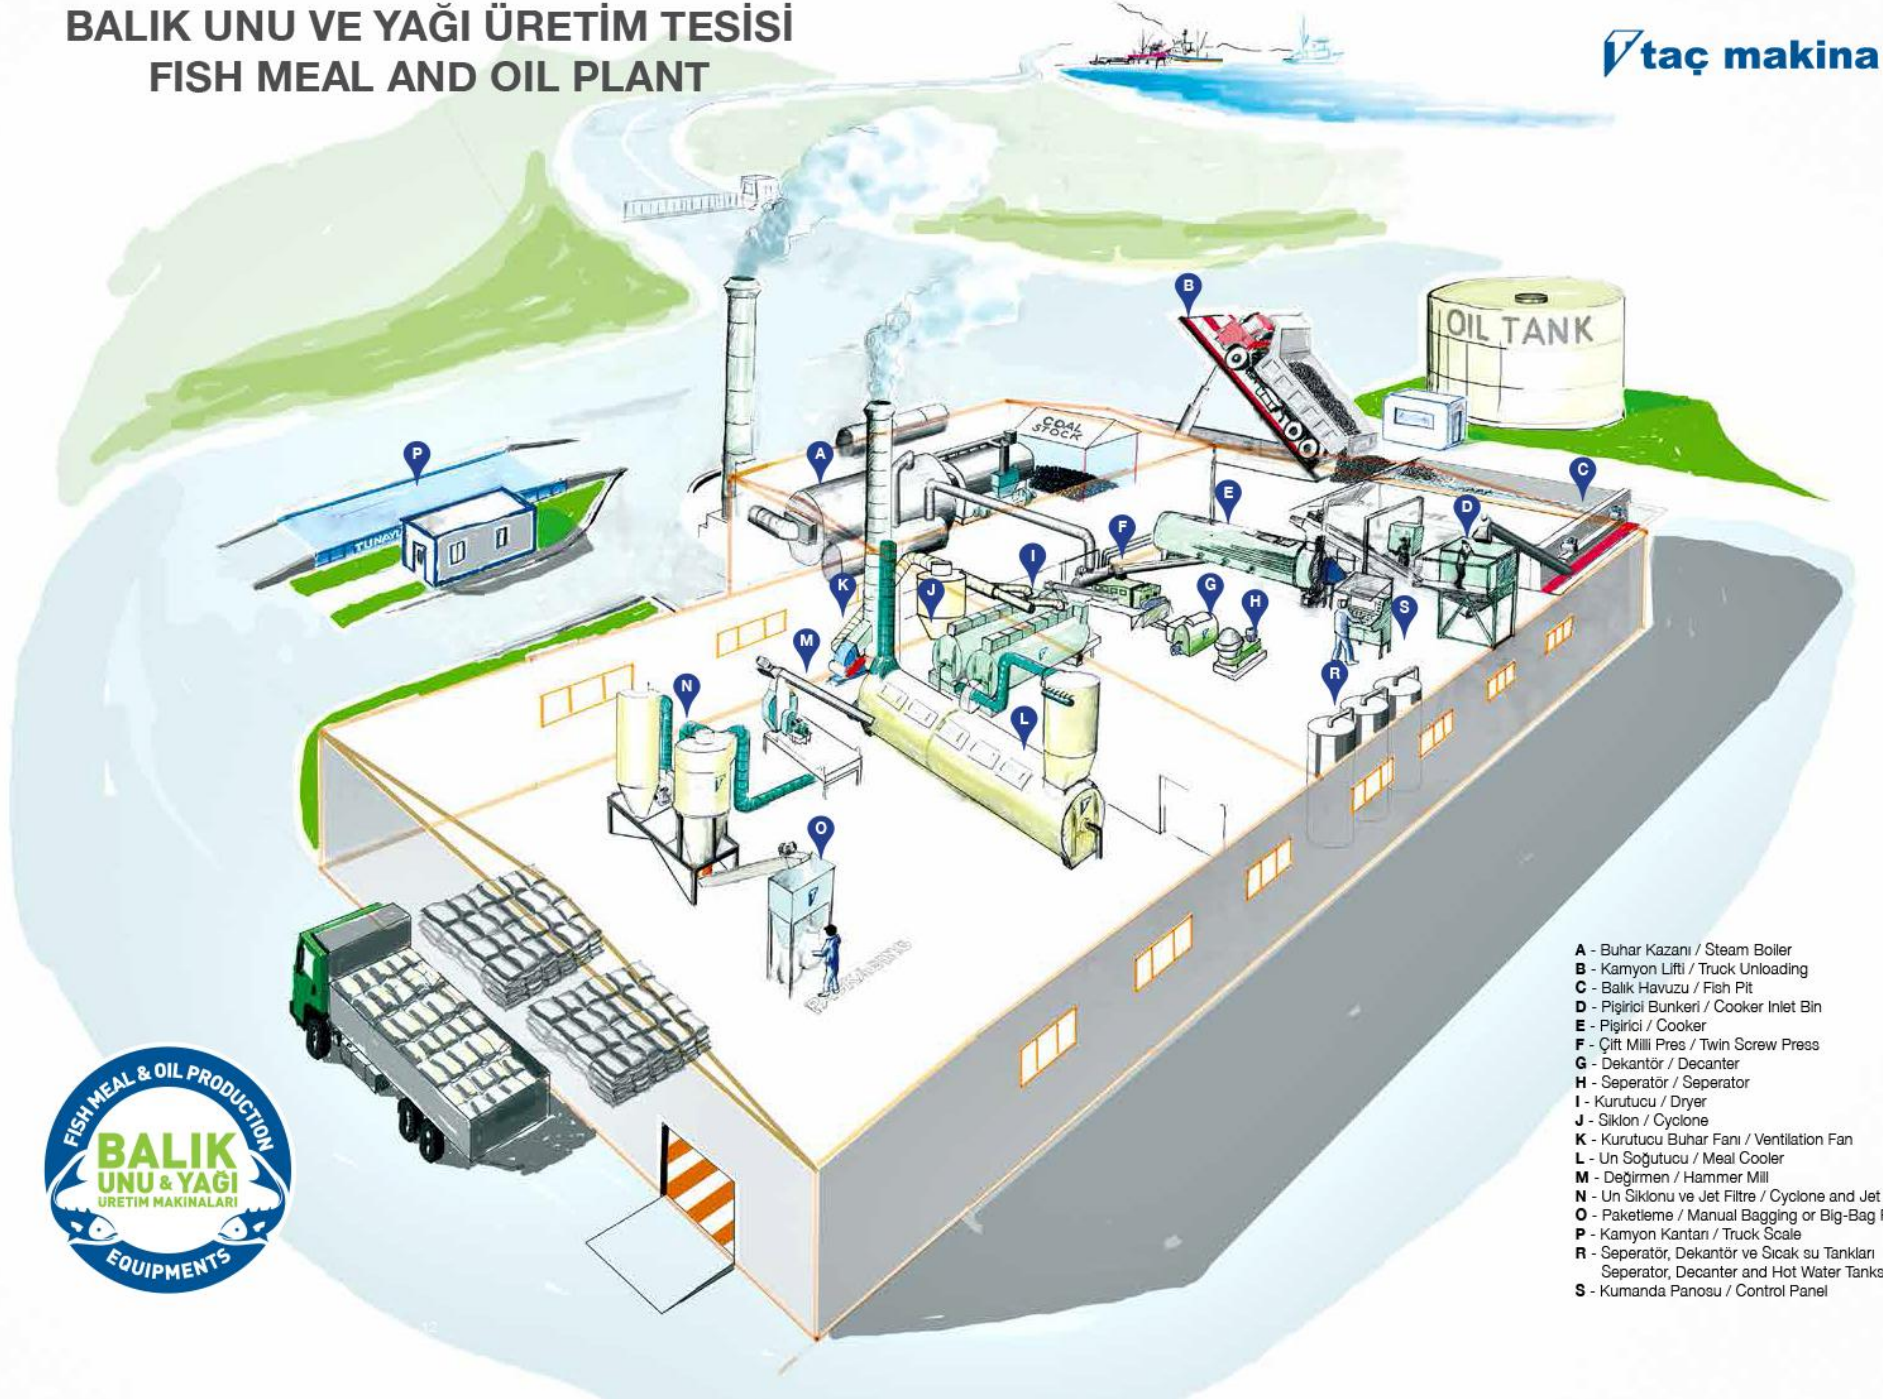 BALIK UNU VE YAĞI ÜRETİM TESİSİ
FISH MEAL AND OIL PLANT
taç makina
B
OIL TANK
COAL
STOCK
P
A
C
E
D
F
TUNAYL
I
K
J
G
H
S
M
R
N
L
O
A - Buhar Kazanı / Steam Boiler
B - Kamyon Lifti / Truck Unloading
C - Balık Havuzu / Fish Pit
D - Pişirici Bunkeri / Cooker Inlet Bin
E - Pişirici / Cooker
F - Çift Milli Pres / Twin Screw Press
G - Dekantör / Decanter
H - Seperatör / Seperator
I - Kurutucu / Dryer
J - Siklon / Cyclone
K - Kurutucu Buhar Fanı / Ventilation Fan
L - Un Soğutucu / Meal Cooler
M - Değirmen / Hammer Mill
N - Un Siklonu ve Jet Filtre / Cyclone and Jet
O - Paketleme / Manual Bagging or Big-Bag
P - Kamyon Kantarı / Truck Scale
R - Seperatör, Dekantör ve Sıcak su Tankları
Seperator, Decanter and Hot Water Tanks
S - Kumanda Panosu / Control Panel
FISH MEAL & OIL PRODUCTION
BALIK
UNU & YAĞI
ÜRETİM MAKİNALARI
EQUIPMENTS